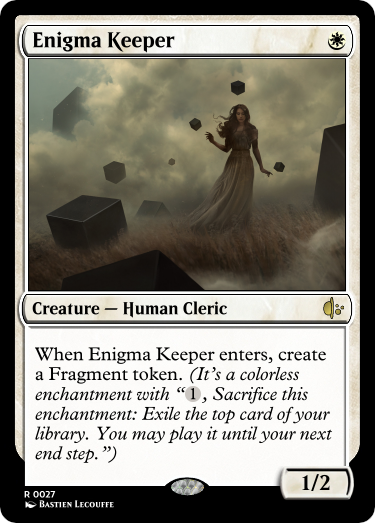 Enigma Keeper
Creature — Human Cleric
When Enigma Keeper enters, create
a Fragment token. (It's a colorless
enchantment with “1, Sacrifice this
enchantment: Exile the top card of your
library. You may play it until your next
end step.”)
1/2
R 0027
Bastien Lecouffe